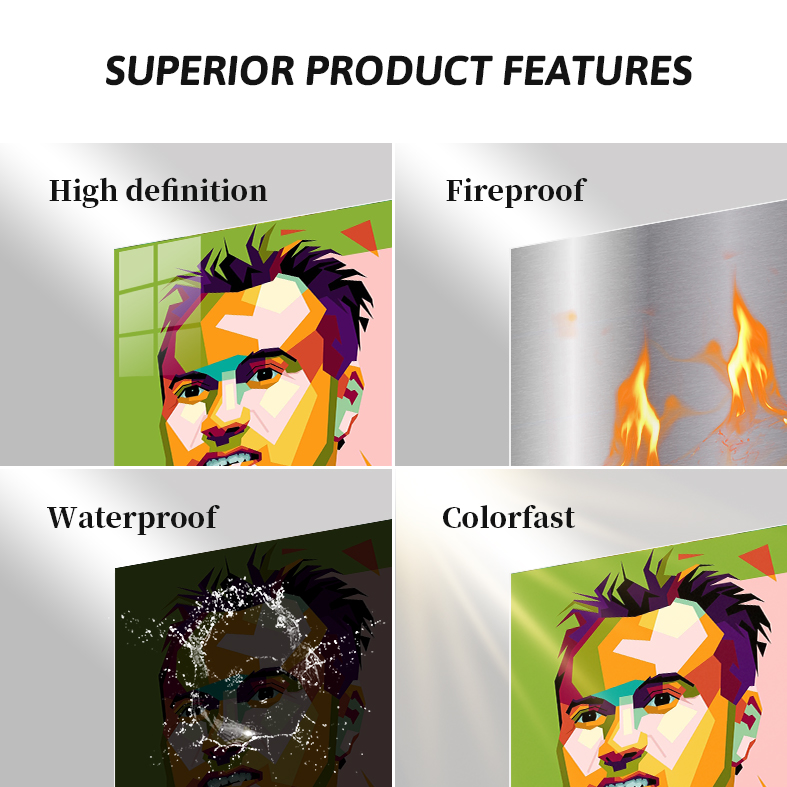 SUPERIOR PRODUCT FEATURES
High definition
Fireproof
Waterproof
Colorfast